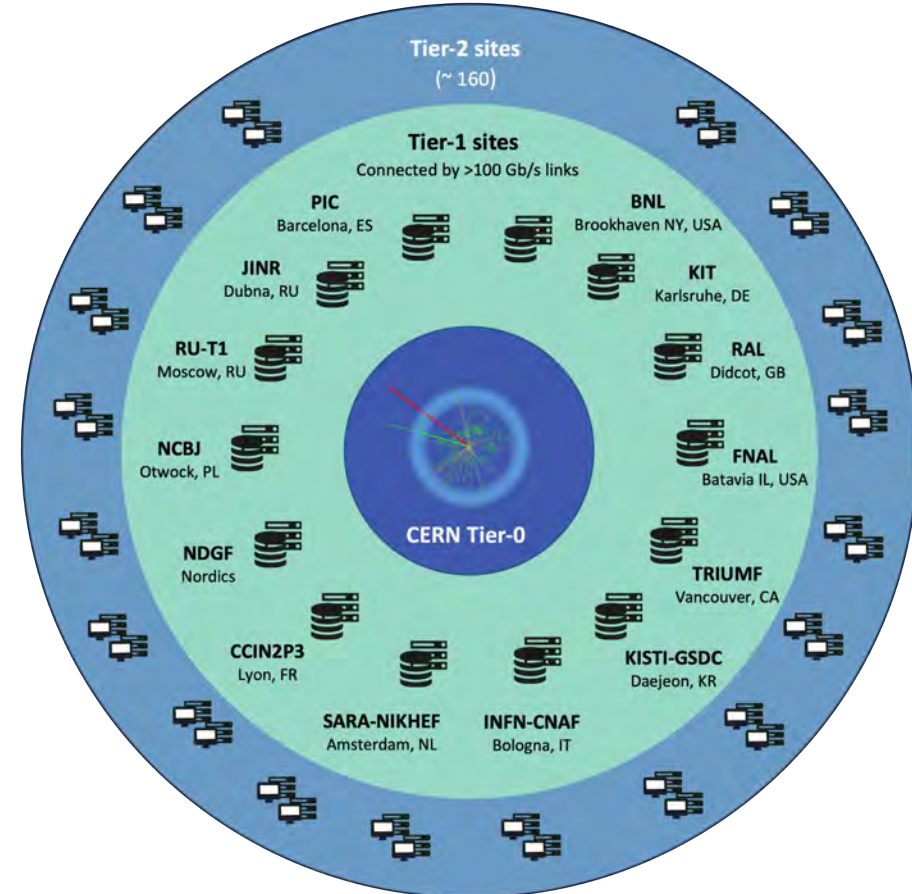 Tier-2 sites
(~ 160)
Tier-1 sites
Connected by >100 Gb/s links
PIC
Barcelona, ES
BNL
Brookhaven NY, USA
JINR
Dubna, RU
KIT
Karlsruhe, DE
RU-T1
Moscow, RU
RAL
Didcot, GB
NCBJ
Otwock, PL
FNAL
Batavia IL, USA
CERN Tier-0
NDGF
Nordics
TRIUMF
Vancouver, CA
CCIN2P3
Lyon, FR
KISTI-GSDC
Daejeon, KR
SARA-NIKHEF
Amsterdam, NL
INFN-CNAF
Bologna, IT